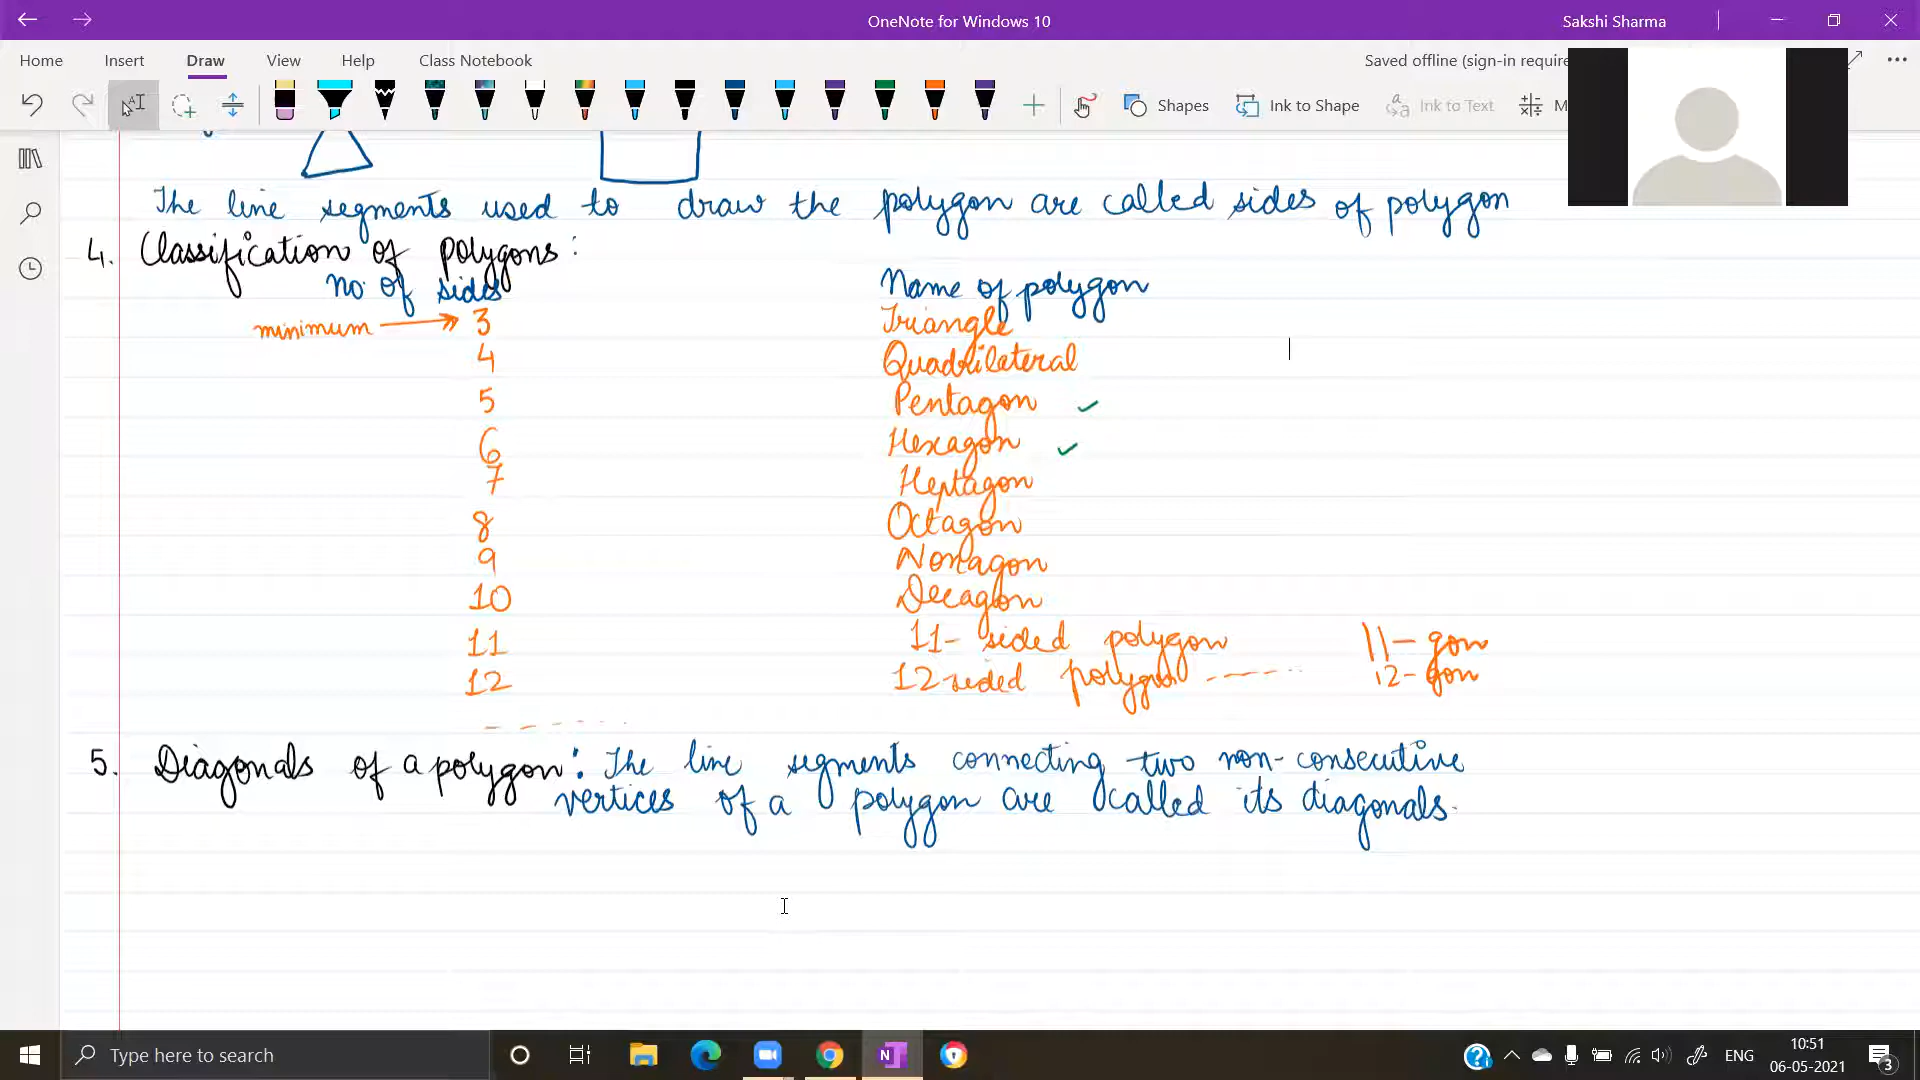 OneNote for Windows 10
Sakshi Sharma
Home Insert Draw View Help Class Notebook
Saved offline (sign-in require
Shapes Ink to Shape Ink to Text M
The line segments used to draw the polygon are called sides of polygon
4. Classification of polygons:
no. of sides Name of polygon
minimum 3 Triangle
4 Quadrilateral
5 Pentagon ✓
6 Hexagon ✓
7 Heptagon
8 Octagon
9 Nonagon
10 Decagon
11 11- sided polygon 11- gon
12 12-sided polygon ------ 12- gon
------
5. Diagonals of a polygon: The line segments connecting two non-consecutive
vertices of a polygon are called its diagonals.
Type here to search
ENG
10:51
06-05-2021
3